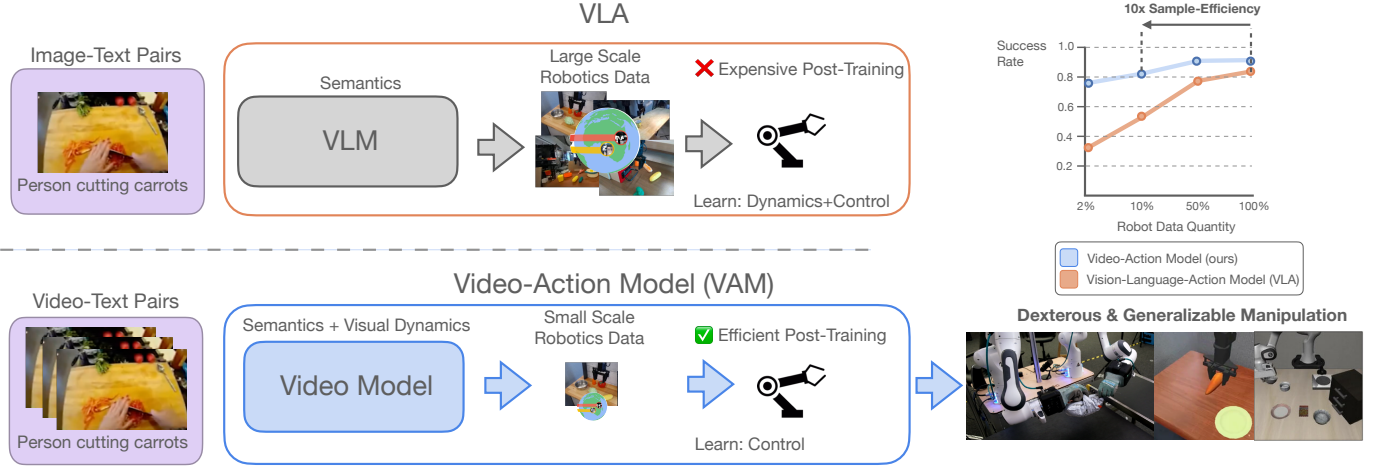 VLA
Image-Text Pairs
Person cutting carrots
Semantics
VLM
Large Scale
Robotics Data
❌ Expensive Post-Training
Learn: Dynamics+Control
10x Sample-Efficiency
Success
Rate
1.0
0.8
0.6
0.4
0.2
2%
10%
50%
100%
Robot Data Quantity
Video-Action Model (ours)
Vision-Language-Action Model (VLA)
Video-Action Model (VAM)
Video-Text Pairs
Person cutting carrots
Semantics + Visual Dynamics
Video Model
Small Scale
Robotics Data
✅ Efficient Post-Training
Learn: Control
Dexterous & Generalizable Manipulation